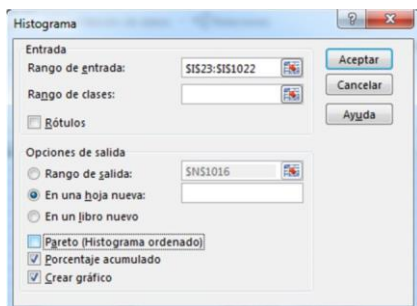 Histograma
Entrada
Rango de entrada: $I$23:$I$1022
Rango de clases:
Rótulos
Opciones de salida
Rango de salida: $N$1016
En una hoja nueva:
En un libro nuevo
Pareto (Histograma ordenado)
Porcentaje acumulado
Crear gráfico
Aceptar
Cancelar
Ayuda